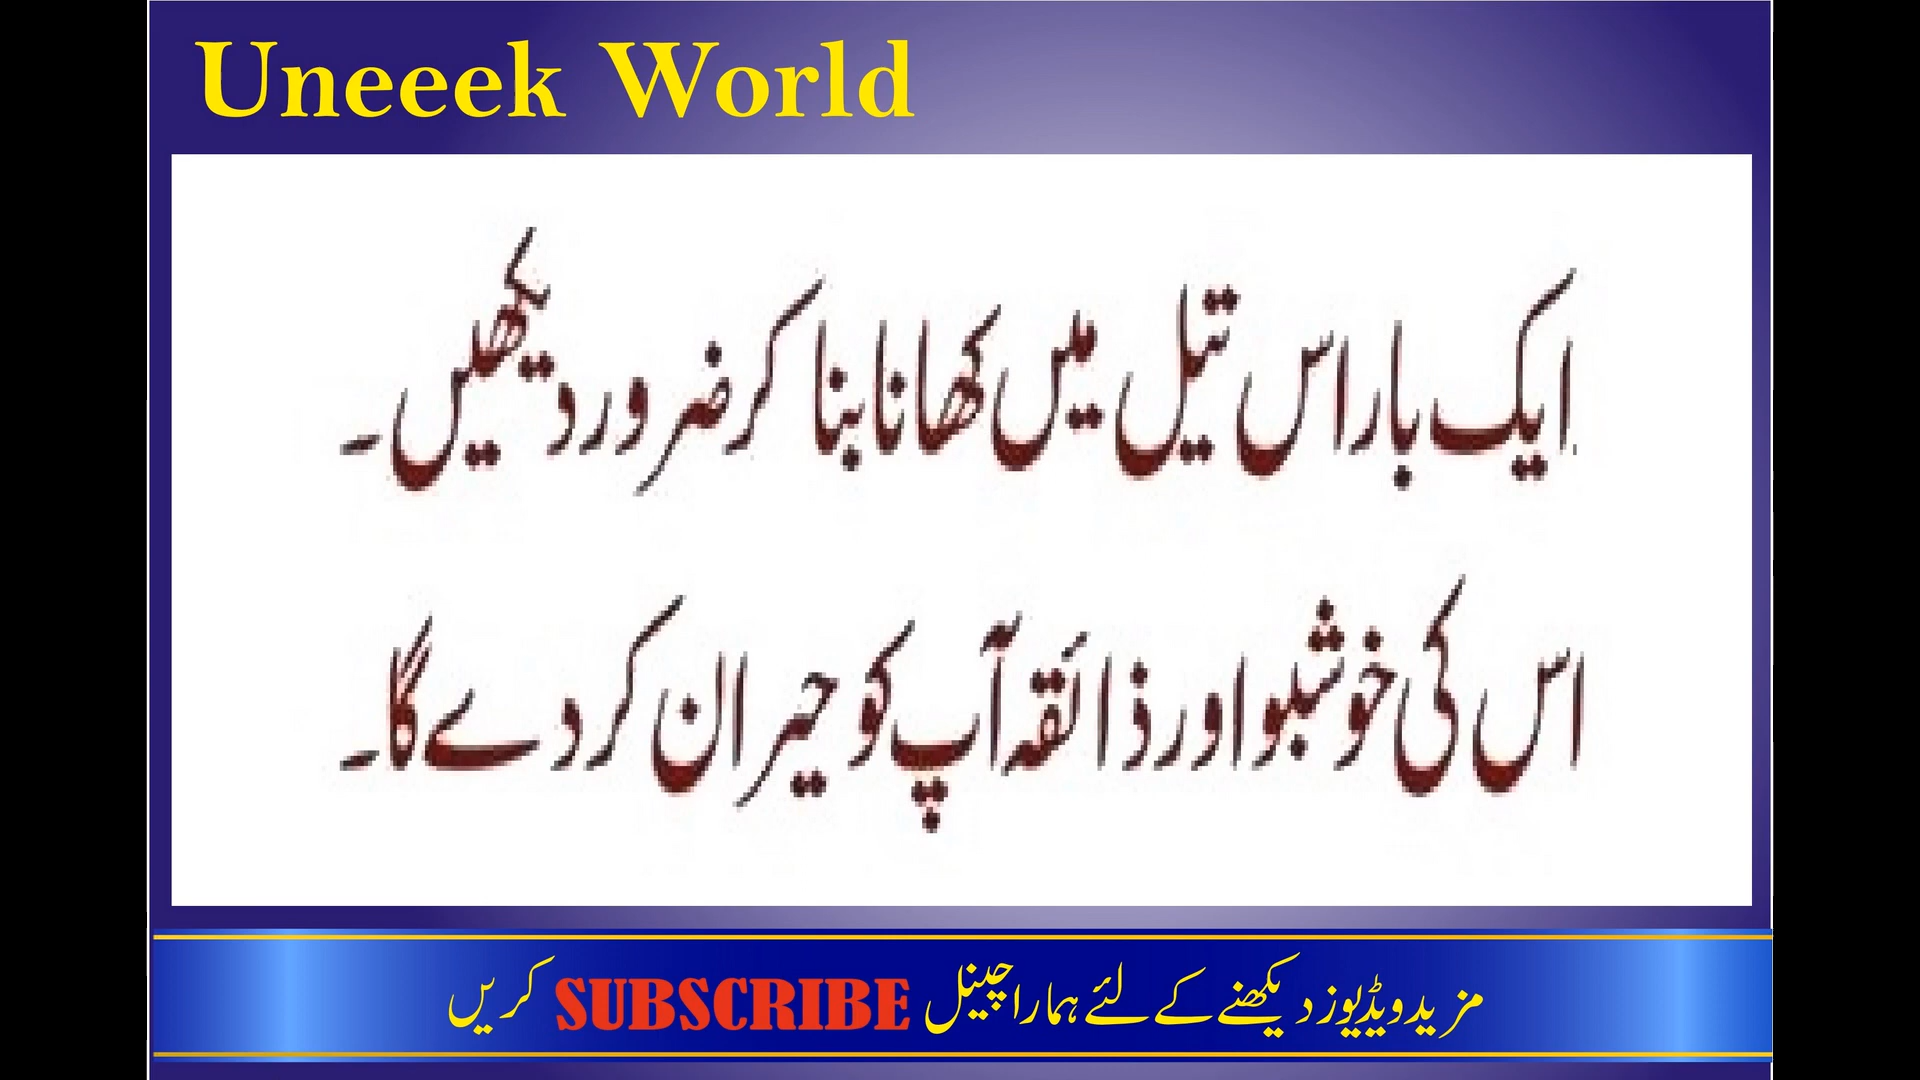 Uneeek World
ایک بار اس تیل میں کھانا بنا کر ضرور دیکھیں۔
اس کی خوشبو اور ذائقہ آپ کو حیران کر دے گا۔
مزید ویڈیوز دیکھنے کے لئے ہمارا چینل SUBSCRIBE کریں